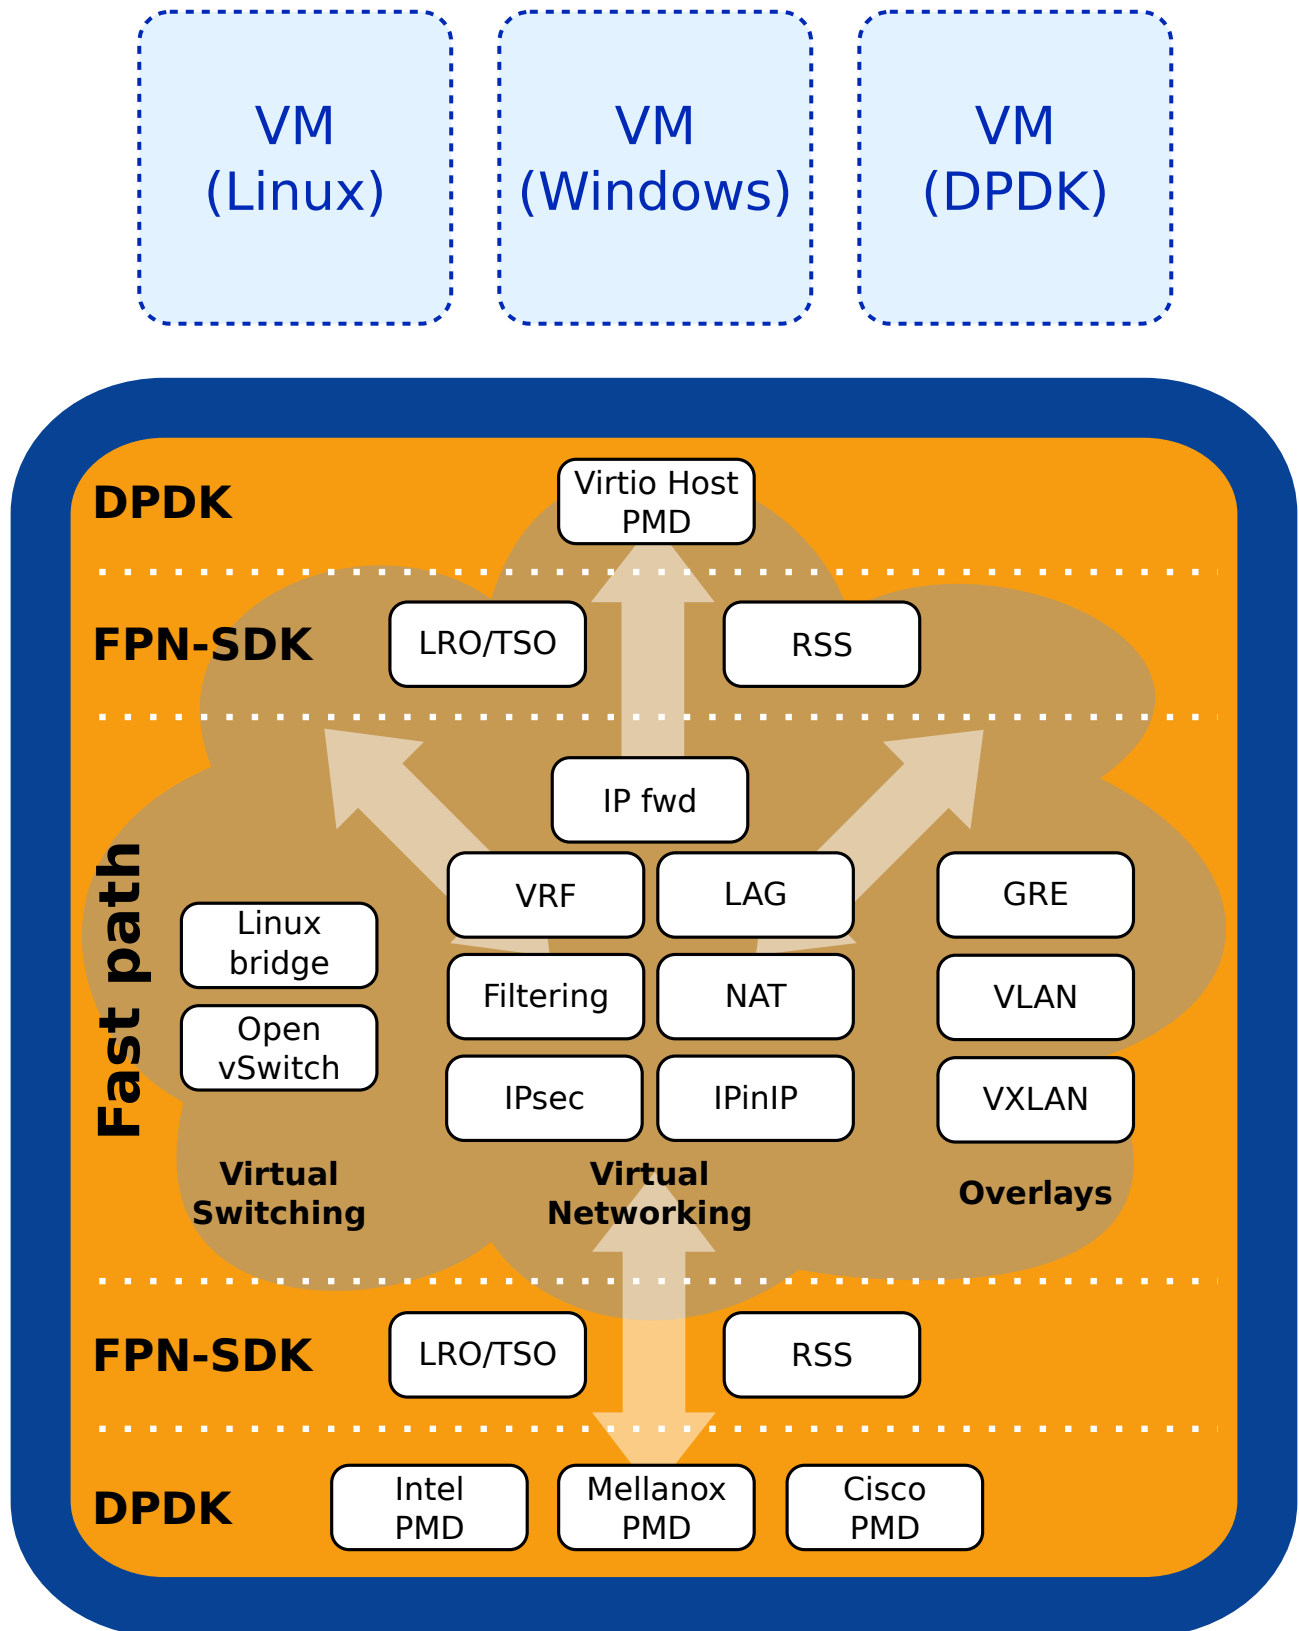 VM
(Linux)
VM
(Windows)
VM
(DPDK)
DPDK
Virtio Host
PMD
FPN-SDK
LRO/TSO
RSS
Fast path
IP fwd
VRF
LAG
GRE
Linux
bridge
Filtering
NAT
VLAN
Open
vSwitch
IPsec
IPinIP
VXLAN
Virtual
Switching
Virtual
Networking
Overlays
FPN-SDK
LRO/TSO
RSS
DPDK
Intel
PMD
Mellanox
PMD
Cisco
PMD